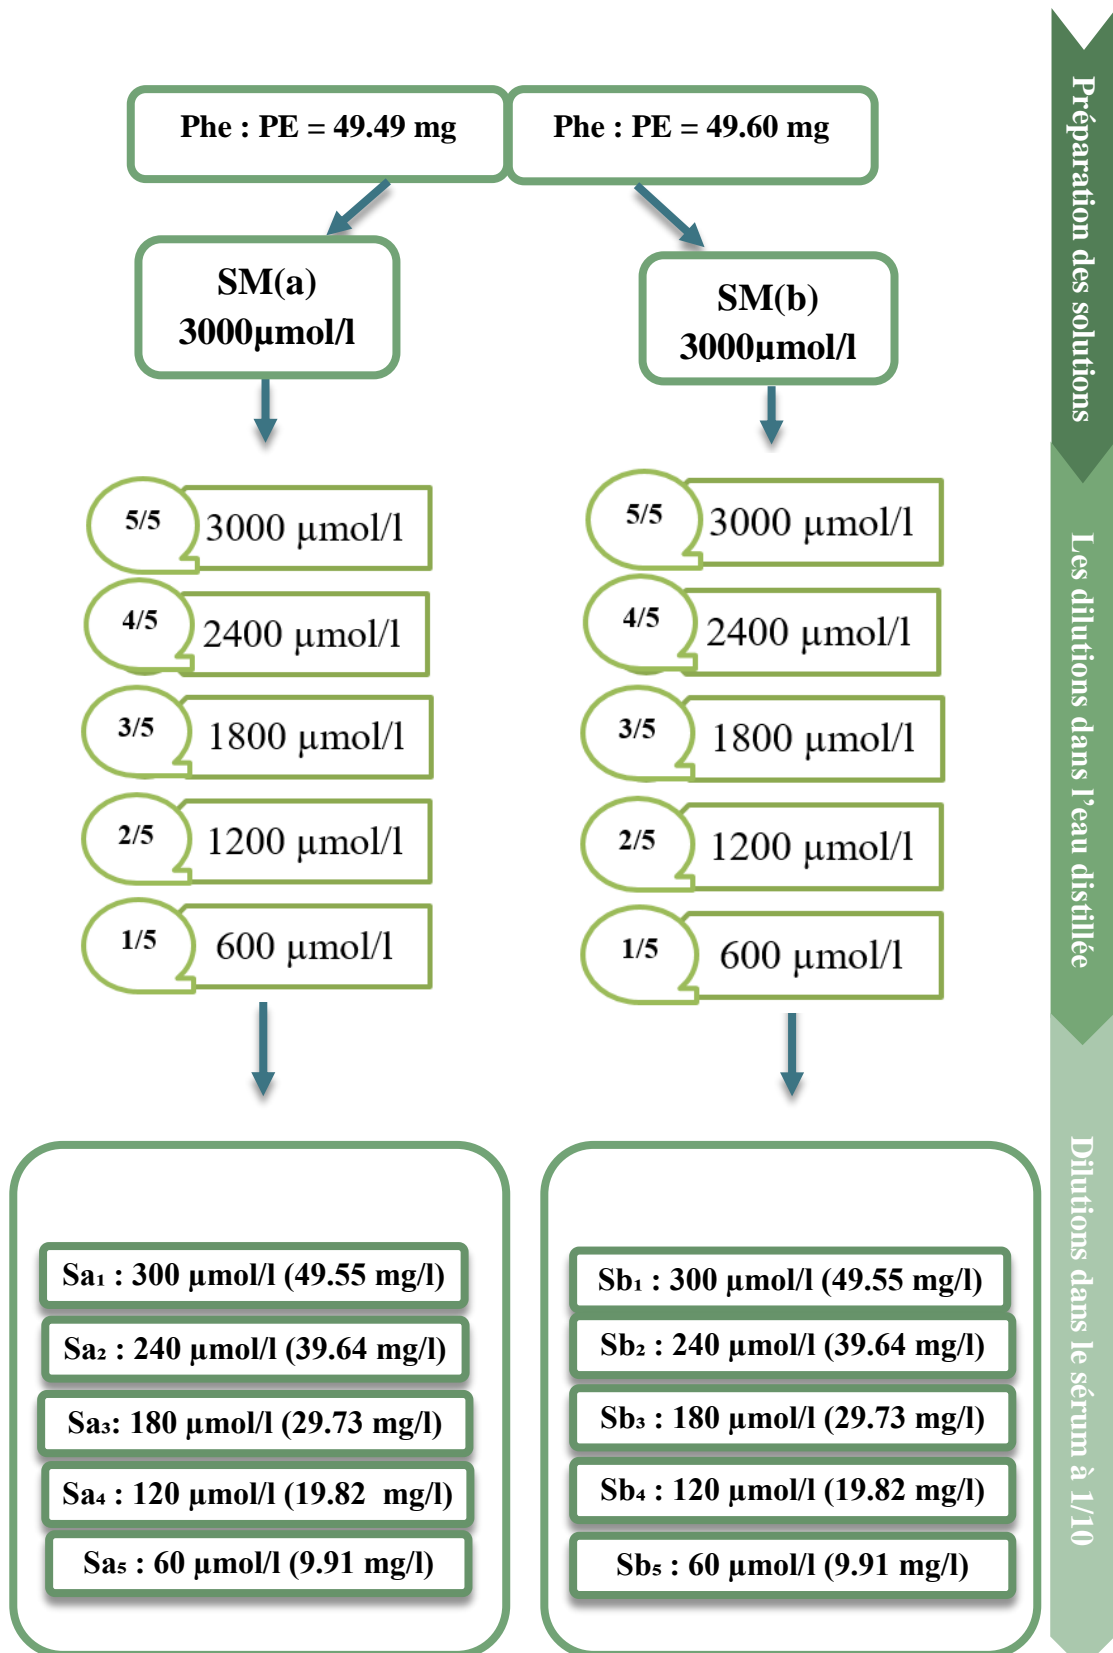 Phe : PE = 49.49 mg
Phe : PE = 49.60 mg
SM(a)
3000µmol/l
SM(b)
3000µmol/l
5/5 3000 µmol/l
4/5 2400 µmol/l
3/5 1800 µmol/l
2/5 1200 µmol/l
1/5 600 µmol/l
5/5 3000 µmol/l
4/5 2400 µmol/l
3/5 1800 µmol/l
2/5 1200 µmol/l
1/5 600 µmol/l
Sa₁ : 300 µmol/l (49.55 mg/l)
Sa₂ : 240 µmol/l (39.64 mg/l)
Sa₃: 180 µmol/l (29.73 mg/l)
Sa₄ : 120 µmol/l (19.82 mg/l)
Sa₅ : 60 µmol/l (9.91 mg/l)
Sb₁ : 300 µmol/l (49.55 mg/l)
Sb₂ : 240 µmol/l (39.64 mg/l)
Sb₃ : 180 µmol/l (29.73 mg/l)
Sb₄ : 120 µmol/l (19.82 mg/l)
Sb₅ : 60 µmol/l (9.91 mg/l)
Préparation des solutions
Les dilutions dans l’eau distillée
Dilutions dans le sérum à 1/10